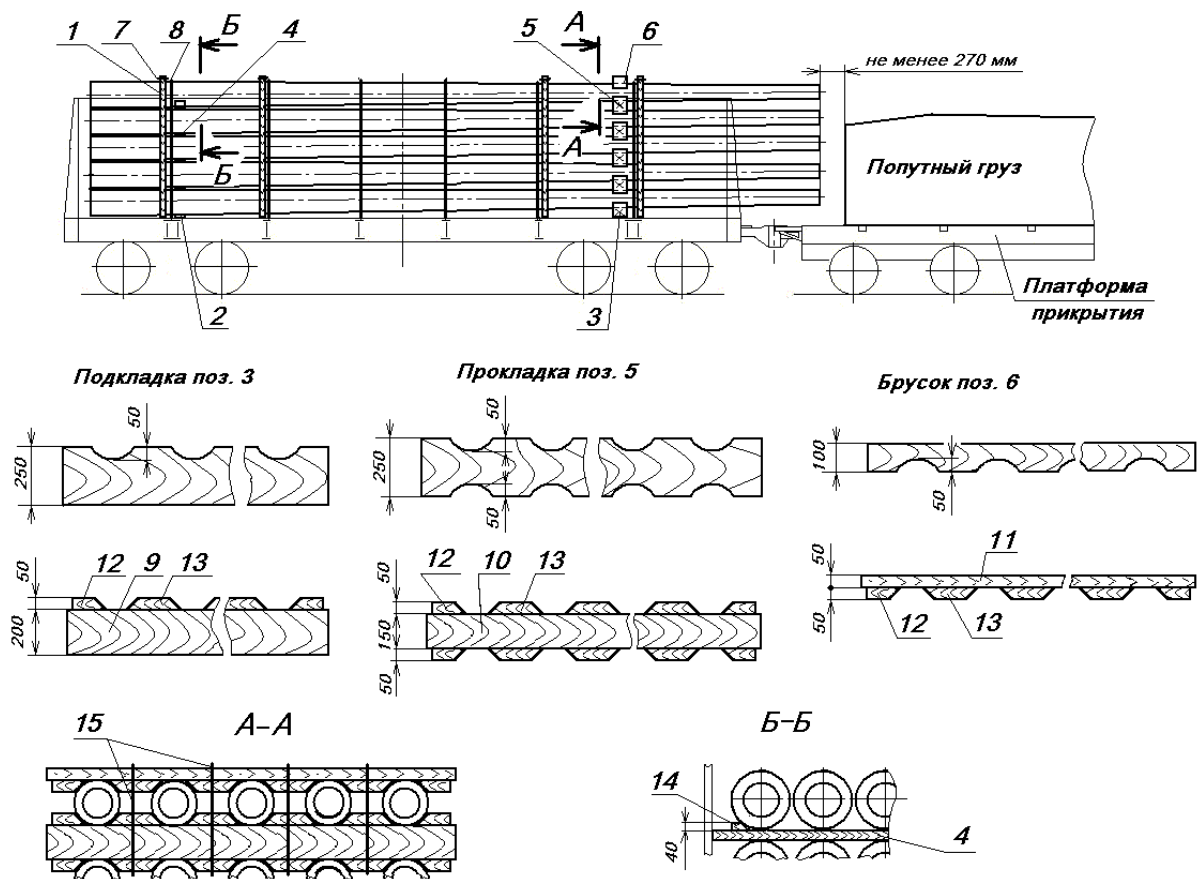 1 7 8 Б 4 5 А 6
не менее 270 мм
Б А
Попутный груз
2 3
Платформа
прикрытия
Подкладка поз. 3
Прокладка поз. 5
Брусок поз. 6
250 50
250 50 50
100 50
50 200 12 9 13
50 150 50 12 10 13
50 50 11 12 13
15 А-А
Б-Б
14 40 4